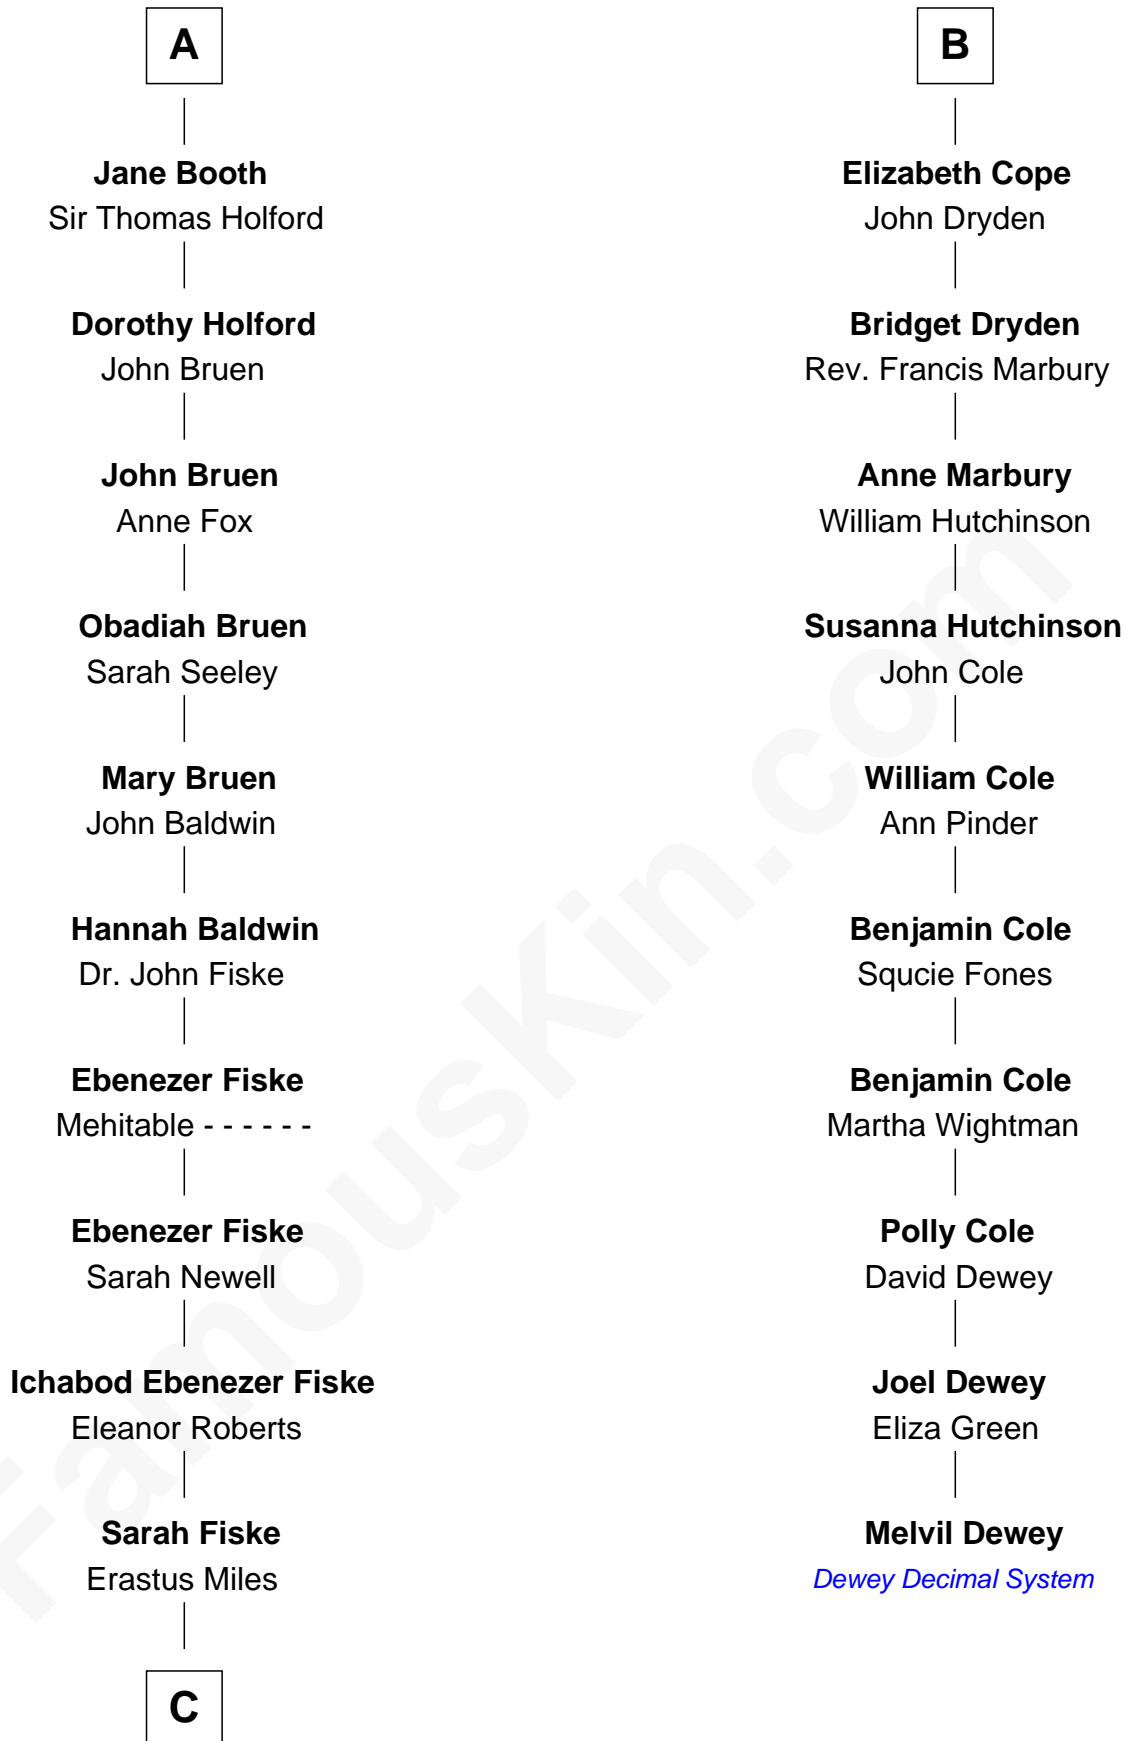 A
Jane Booth
Sir Thomas Holford
Dorothy Holford
John Bruen
John Bruen
Anne Fox
Obadiah Bruen
Sarah Seeley
Mary Bruen
John Baldwin
Hannah Baldwin
Dr. John Fiske
Ebenezer Fiske
Mehitable - - - - - -
Ebenezer Fiske
Sarah Newell
Ichabod Ebenezer Fiske
Eleanor Roberts
Sarah Fiske
Erastus Miles
C
B
Elizabeth Cope
John Dryden
Bridget Dryden
Rev. Francis Marbury
Anne Marbury
William Hutchinson
Susanna Hutchinson
John Cole
William Cole
Ann Pinder
Benjamin Cole
Squcie Fones
Benjamin Cole
Martha Wightman
Polly Cole
David Dewey
Joel Dewey
Eliza Green
Melvil Dewey
Dewey Decimal System
FamousKin.com